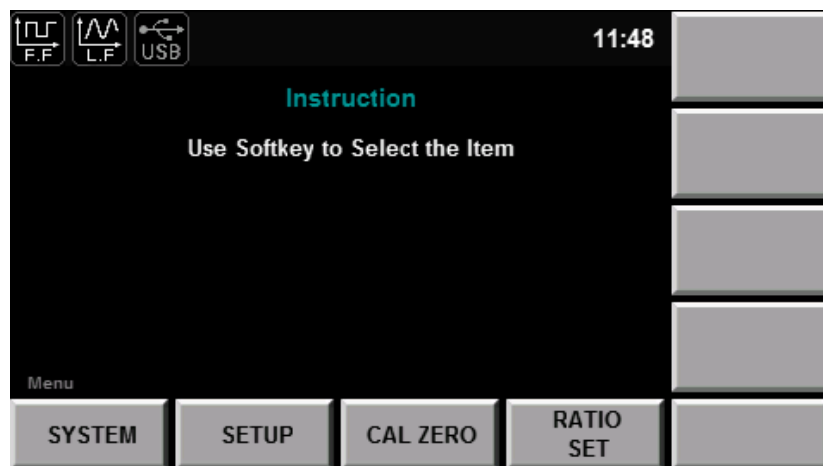 F.F
L.F
USB
11:48
Instruction
Use Softkey to Select the Item
Menu
SYSTEM
SETUP
CAL ZERO
RATIO
SET